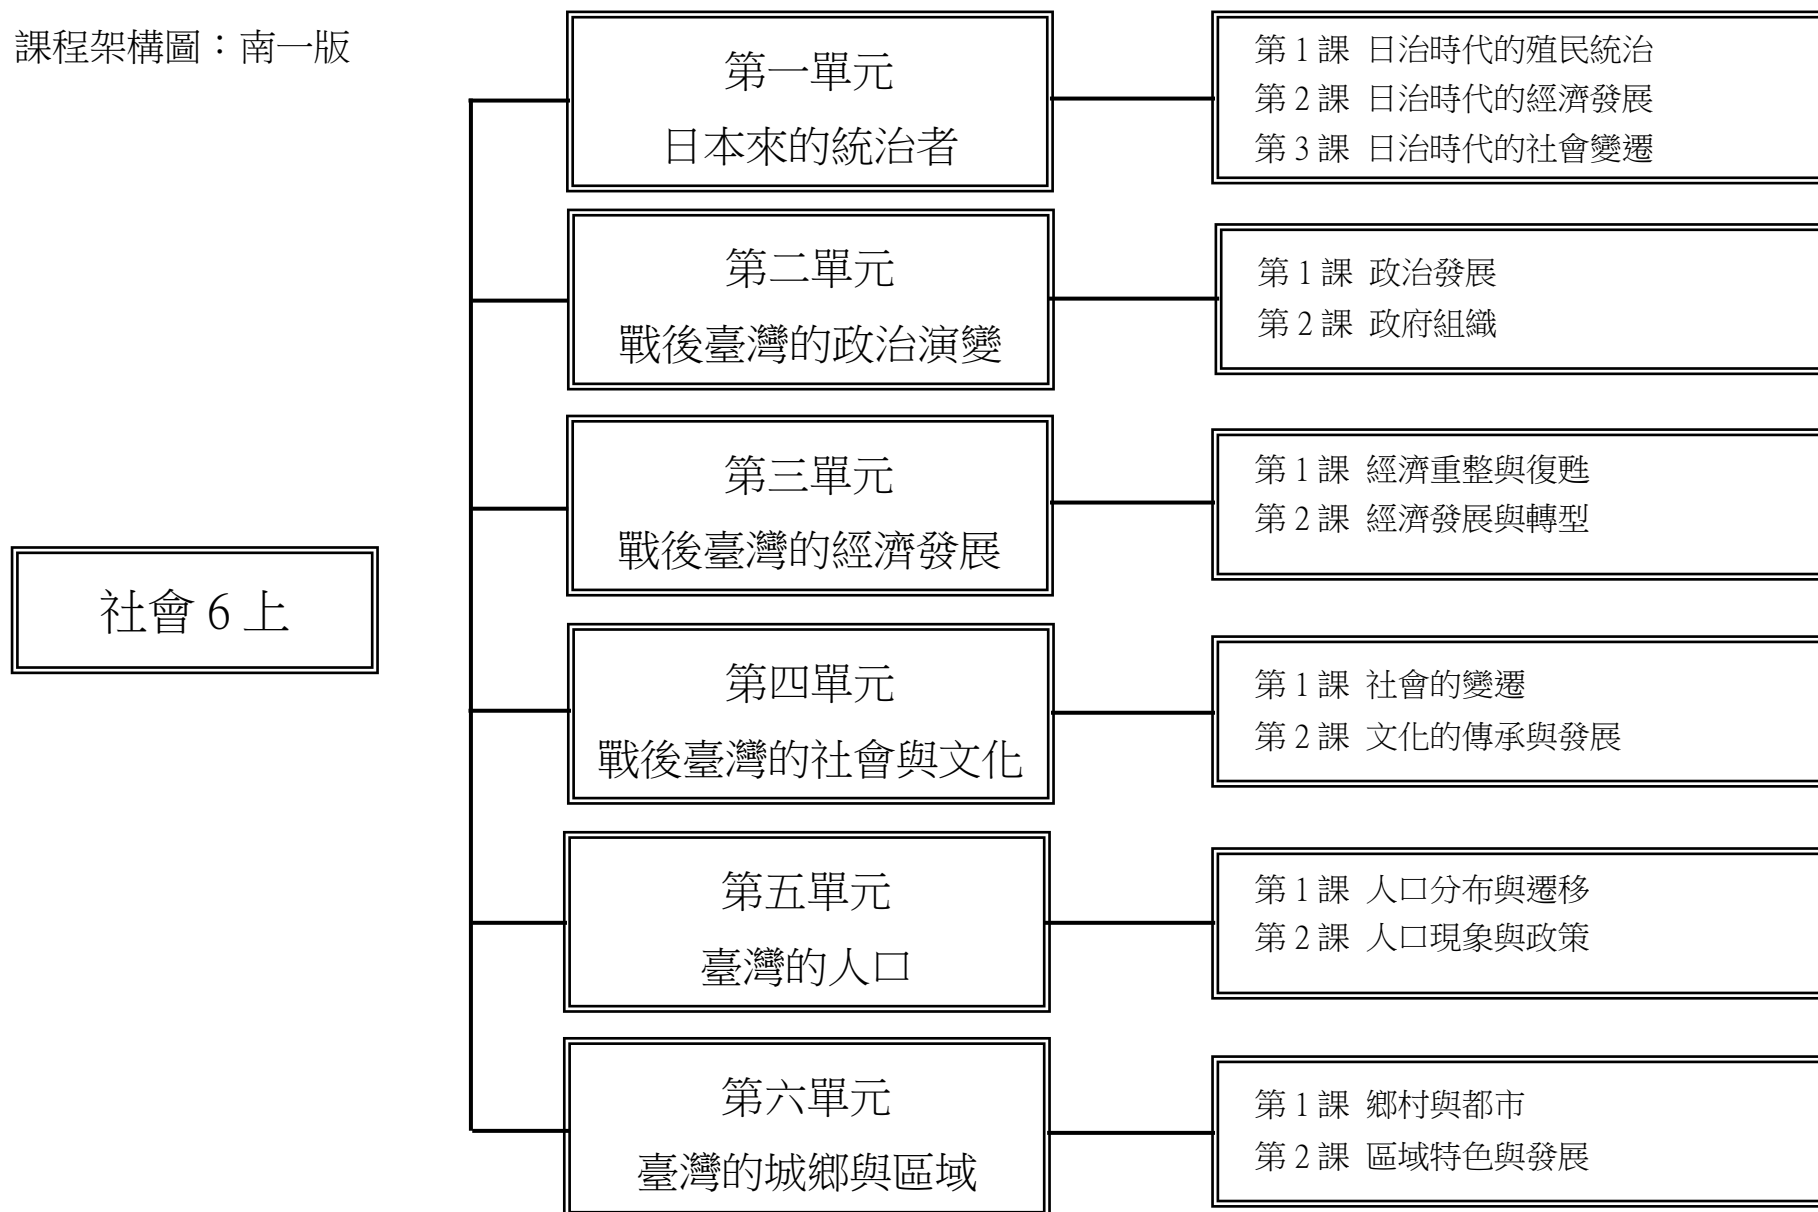 課程架構圖：南一版
第一單元
日本來的統治者
第 1 課 日治時代的殖民統治
第 2 課 日治時代的經濟發展
第 3 課 日治時代的社會變遷
第二單元
戰後臺灣的政治演變
第 1 課 政治發展
第 2 課 政府組織
第三單元
戰後臺灣的經濟發展
第 1 課 經濟重整與復甦
第 2 課 經濟發展與轉型
社會 6 上
第四單元
戰後臺灣的社會與文化
第 1 課 社會的變遷
第 2 課 文化的傳承與發展
第五單元
臺灣的人口
第 1 課 人口分布與遷移
第 2 課 人口現象與政策
第六單元
臺灣的城鄉與區域
第 1 課 鄉村與都市
第 2 課 區域特色與發展